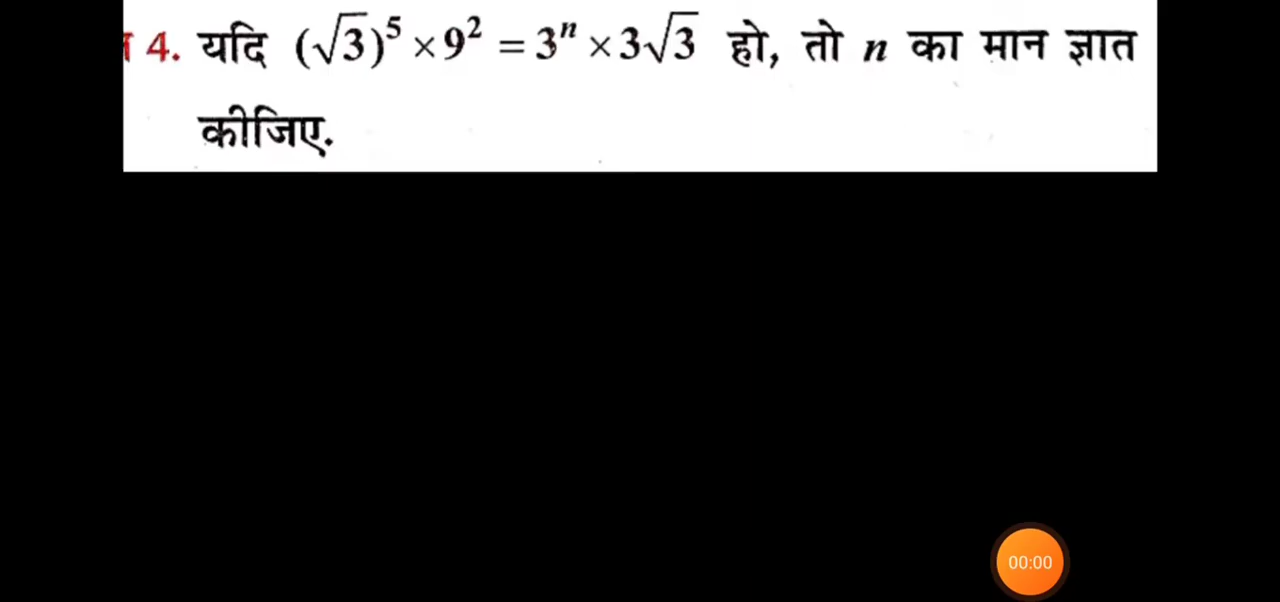 4. यदि (√3)⁵ × 9² = 3ⁿ × 3√3 हो, तो n का मान ज्ञात
कीजिए.
00:00